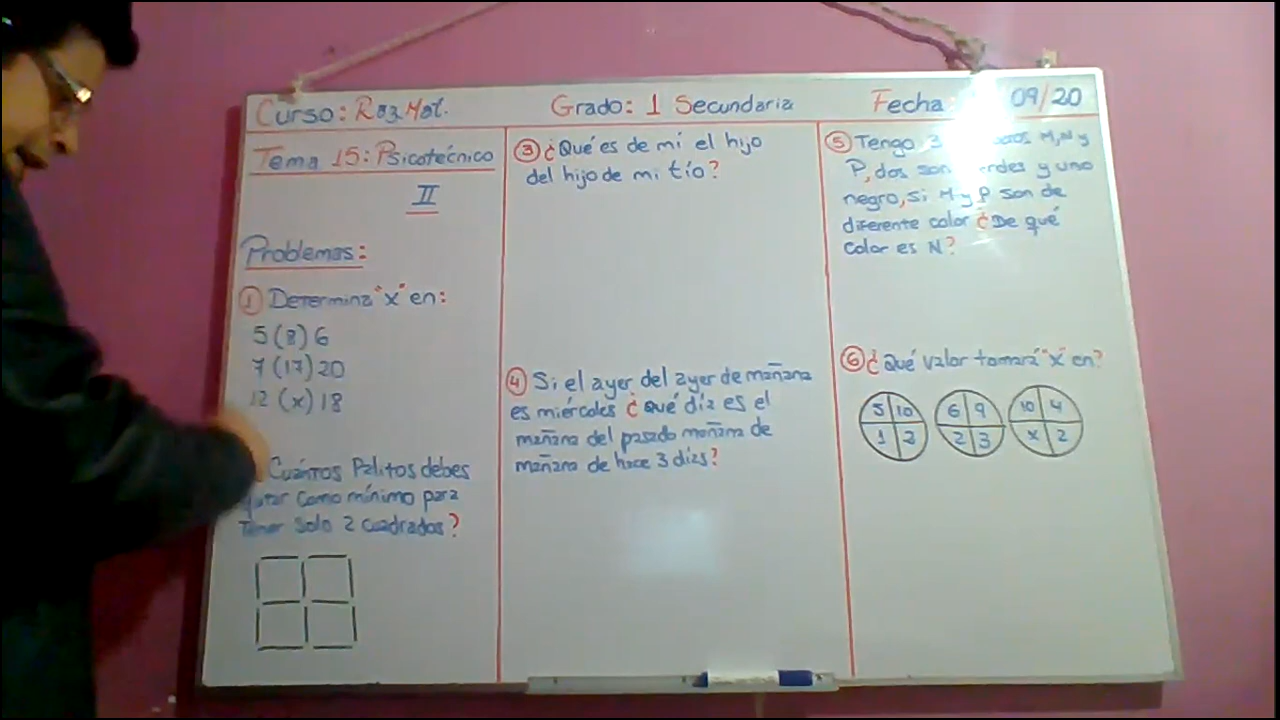 Curso: Raz. Mat.
Grado: 1 Secundaria
Fecha 09/20
Tema 15: Psicotécnico
II
Problemas:
① Determina "x" en:
5 (8) 6
7 (17) 20
12 (x) 18
Cuántos Palitos debes
como mínimo para
Tener solo 2 cuadrados?
③ ¿Qué es de mí el hijo
del hijo de mi tío?
④ Si el ayer del ayer de mañana
es miércoles ¿Qué día es el
mañana del pasado mañana de
mañana de hace 3 días?
⑤ Tengo 3 M, N y
P, dos son y uno
negro, si M y P son de
diferente color ¿De qué
color es N?
⑥ ¿Qué valor tomará "x" en?
5 10 6 9 10 4
1 2 3 x 2